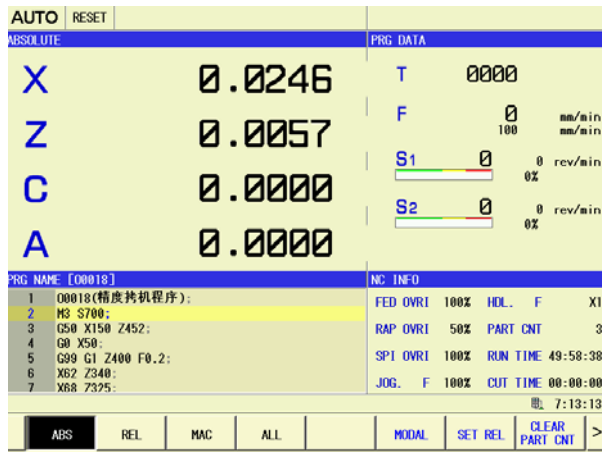 AUTO RESET
ABSOLUTE
X 0.0246
Z 0.0057
C 0.0000
A 0.0000
PRG DATA
T 0000
F 0 mm/min
100 mm/min
S1 0 0 rev/min
0%
S2 0 0 rev/min
0%
PRG NAME [O0018]
1 O0018(精度拷机程序);
2 M3 S700;
3 G50 X150 Z452;
4 G0 X50;
5 G99 G1 Z400 F0.2;
6 X62 Z340;
7 X68 Z325;
NC INFO
FED OVRI 100% HDL. F X1
RAP OVRI 50% PART CNT 3
SPI OVRI 100% RUN TIME 49:58:38
JOG. F 100% CUT TIME 00:00:00
7:13:13
ABS REL MAC ALL MODAL SET REL CLEAR PART CNT >